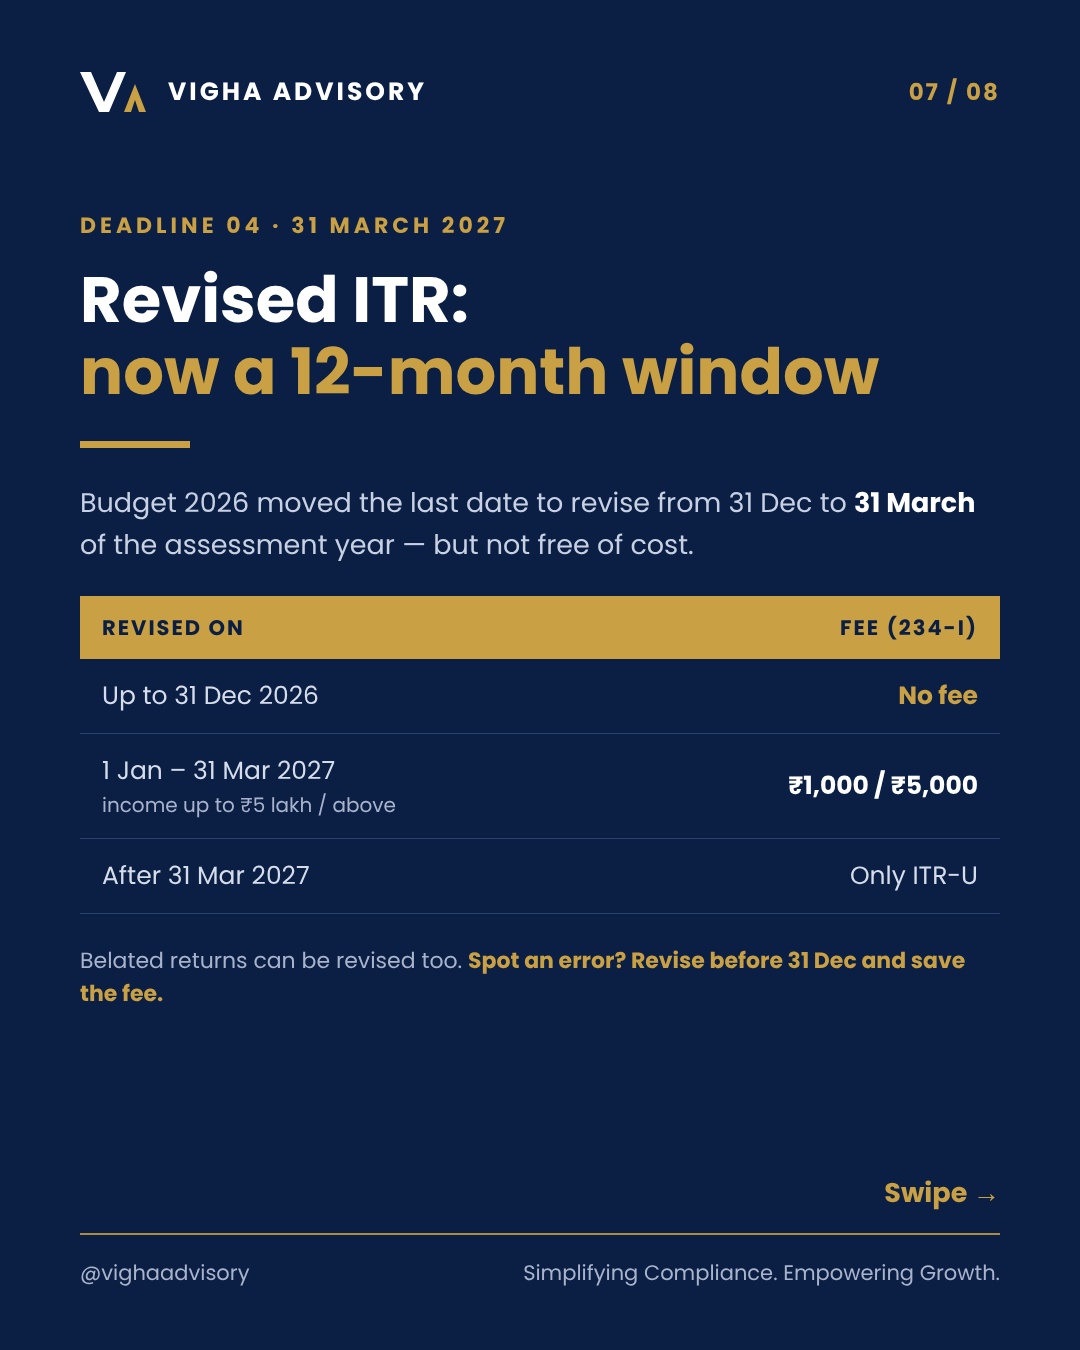 VIGHA ADVISORY
07 / 08
DEADLINE 04 · 31 MARCH 2027
Revised ITR:
now a 12-month window
Budget 2026 moved the last date to revise from 31 Dec to 31 March
of the assessment year — but not free of cost.
REVISED ON FEE (234-I)
Up to 31 Dec 2026 No fee
1 Jan – 31 Mar 2027
income up to ₹5 lakh / above
₹1,000 / ₹5,000
After 31 Mar 2027 Only ITR-U
Belated returns can be revised too. Spot an error? Revise before 31 Dec and save
the fee.
Swipe →
@vighaadvisory Simplifying Compliance. Empowering Growth.